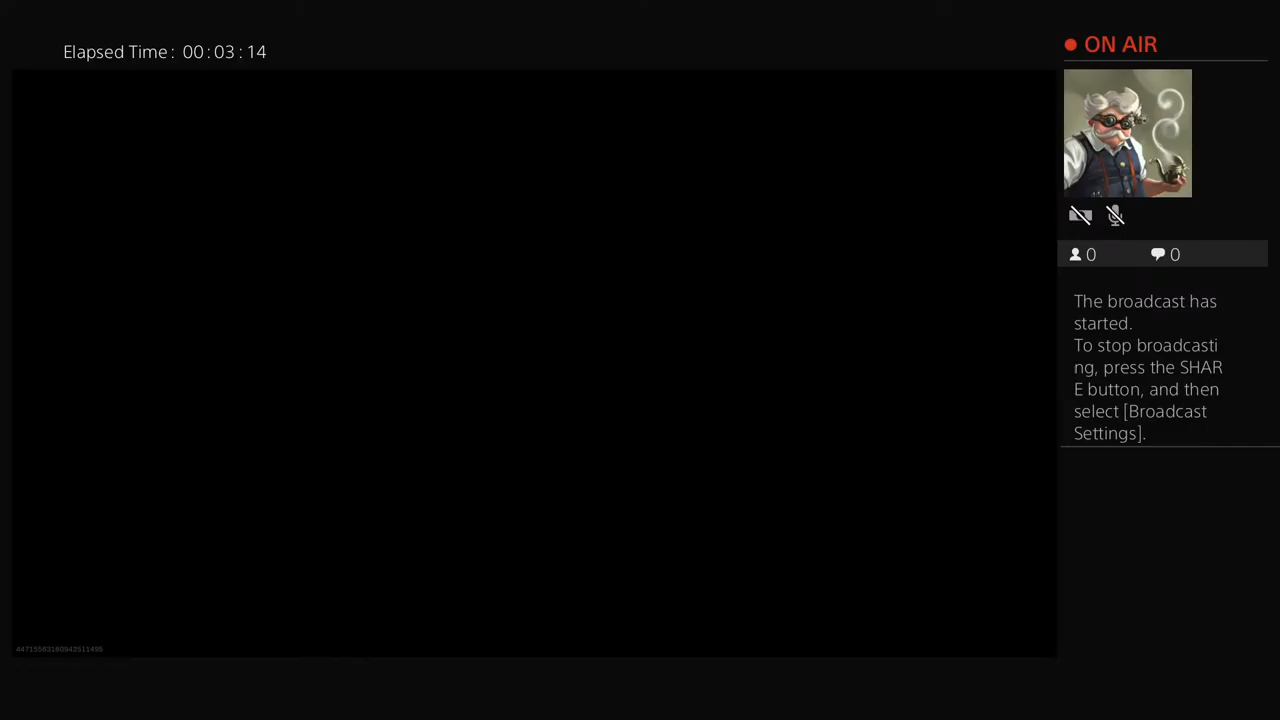 Elapsed Time: 00:03:14
ON AIR
0 0
The broadcast has
started.
To stop broadcasti
ng, press the SHAR
E button, and then
select [Broadcast
Settings].